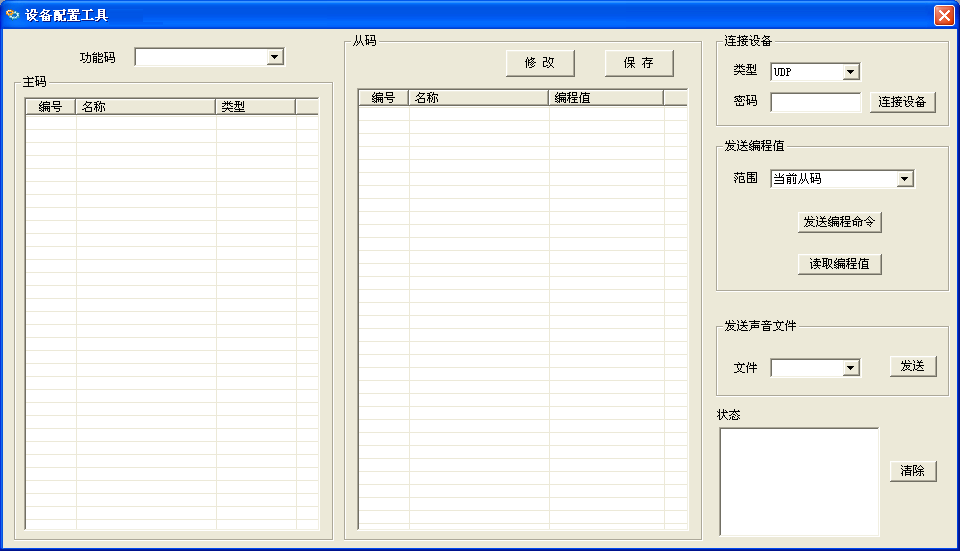 设备配置工具
功能码
主码
编号 名称 类型
从码
修 改 保 存
编号 名称 编程值
连接设备
类型 UDP
密码 连接设备
发送编程值
范围 当前从码
发送编程命令
读取编程值
发送声音文件
文件 发送
状态
清除